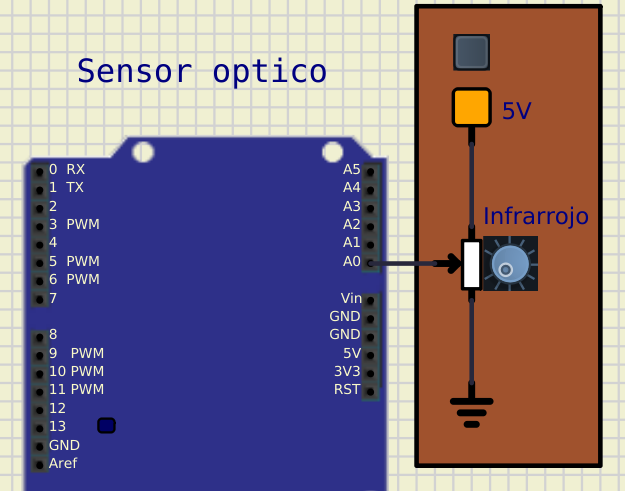 Sensor optico
0 RX
1 TX
2
3 PWM
4
5 PWM
6 PWM
7
8
9 PWM
10 PWM
11 PWM
12
13
GND
Aref
A5
A4
A3
A2
A1
A0
Vin
GND
GND
5V
3V3
RST
5V
Infrarrojo